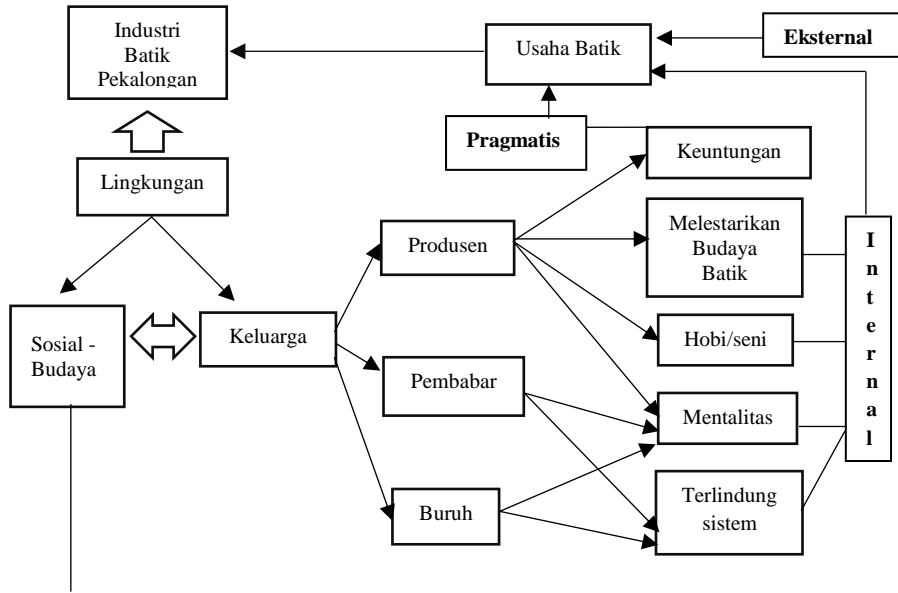 Industri
Batik
Pekalongan
Usaha Batik
Eksternal
Pragmatis
Keuntungan
Lingkungan
Produsen
Melestarikan
Budaya
Batik
I
n
t
e
r
n
a
l
Sosial -
Budaya
Keluarga
Hobi/seni
Pembabar
Mentalitas
Buruh
Terlindung
sistem